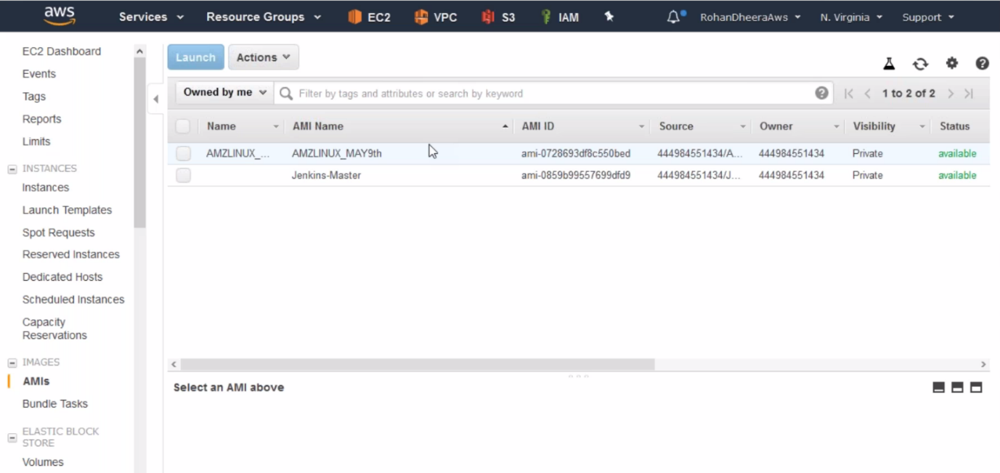 aws Services Resource Groups EC2 VPC S3 IAM RohanDheeraAws N. Virginia Support
EC2 Dashboard
Events
Tags
Reports
Limits
INSTANCES
Instances
Launch Templates
Spot Requests
Reserved Instances
Dedicated Hosts
Scheduled Instances
Capacity
Reservations
IMAGES
AMIs
Bundle Tasks
ELASTIC BLOCK
STORE
Volumes
Launch Actions
Owned by me Filter by tags and attributes or search by keyword 1 to 2 of 2
Name AMI Name AMI ID Source Owner Visibility Status
AMZLINUX_... AMZLINUX_MAY9th ami-0728693df8c550bed 444984551434/A... 444984551434 Private available
Jenkins-Master ami-0859b99557699dfd9 444984551434/J... 444984551434 Private available
Select an AMI above